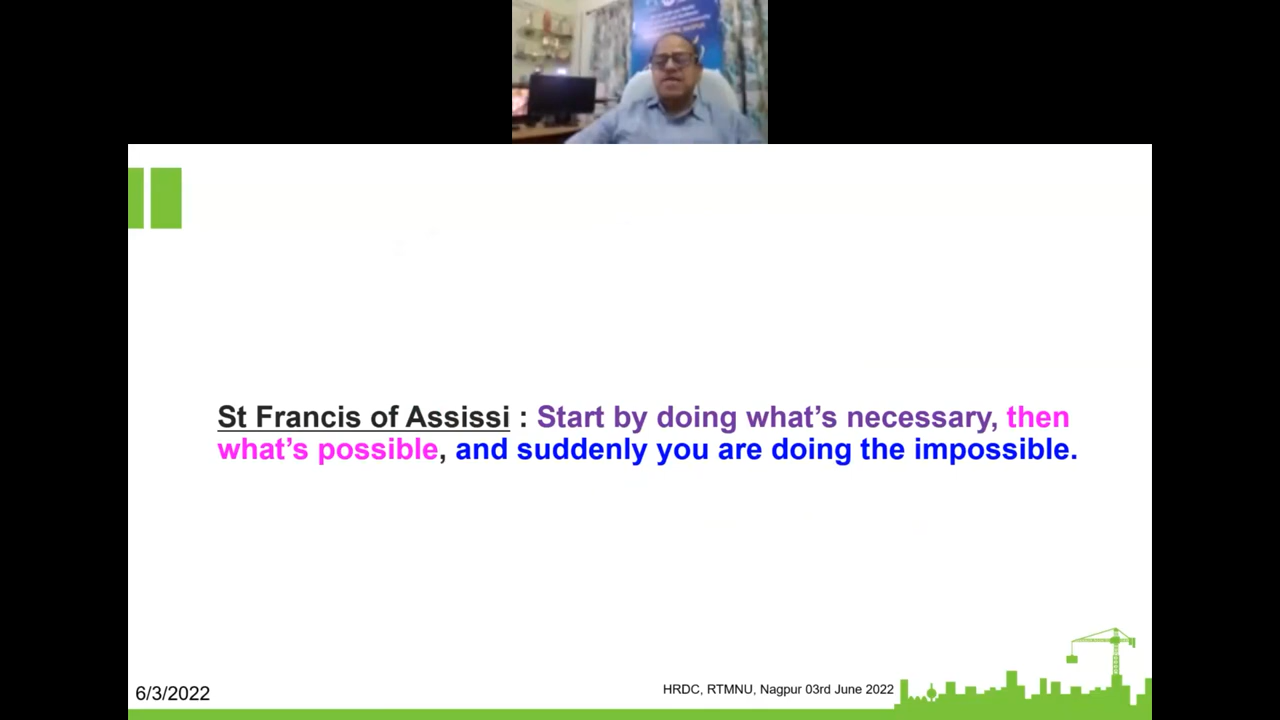 St Francis of Assissi : Start by doing what’s necessary, then
what’s possible, and suddenly you are doing the impossible.
6/3/2022
HRDC, RTMNU, Nagpur 03rd June 2022